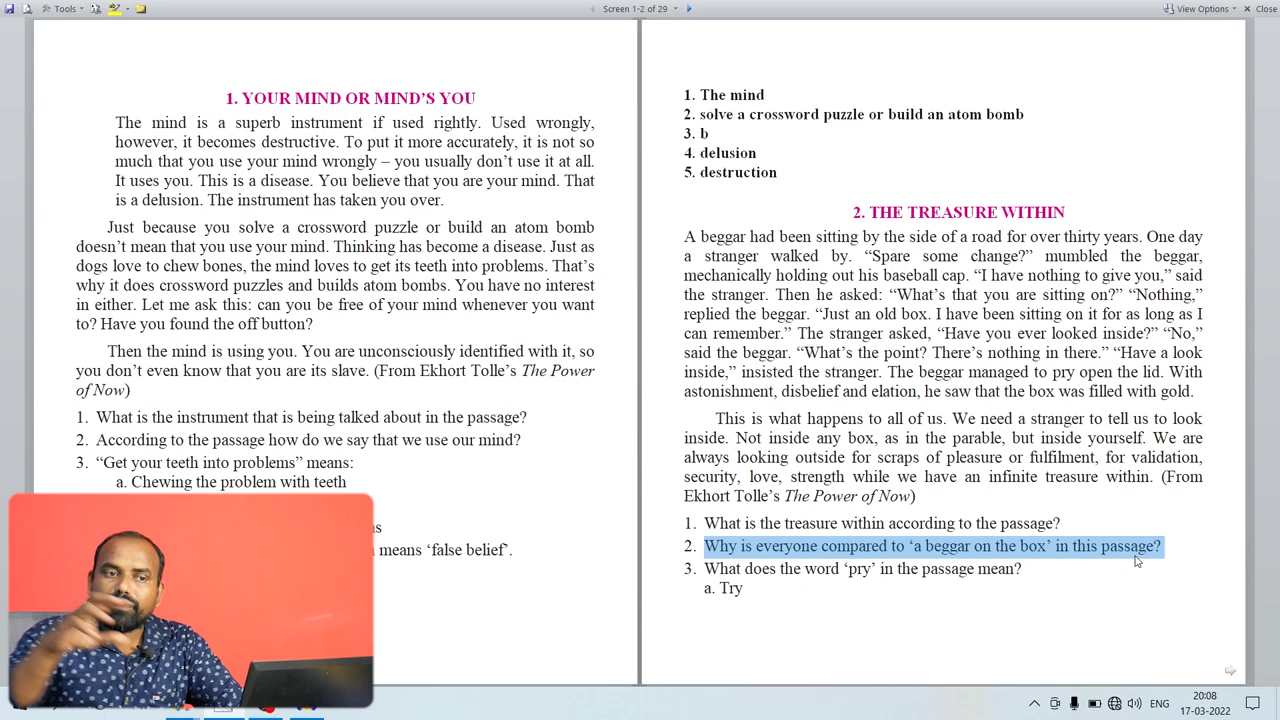 Tools
Screen 1-2 of 29
View Options
Close
1. YOUR MIND OR MIND’S YOU
The mind is a superb instrument if used rightly. Used wrongly,
however, it becomes destructive. To put it more accurately, it is not so
much that you use your mind wrongly – you usually don’t use it at all.
It uses you. This is a disease. You believe that you are your mind. That
is a delusion. The instrument has taken you over.
Just because you solve a crossword puzzle or build an atom bomb
doesn’t mean that you use your mind. Thinking has become a disease. Just as
dogs love to chew bones, the mind loves to get its teeth into problems. That’s
why it does crossword puzzles and builds atom bombs. You have no interest
in either. Let me ask this: can you be free of your mind whenever you want
to? Have you found the off button?
Then the mind is using you. You are unconsciously identified with it, so
you don’t even know that you are its slave. (From Ekhort Tolle’s The Power
of Now)
1. What is the instrument that is being talked about in the passage?
2. According to the passage how do we say that we use our mind?
3. “Get your teeth into problems” means:
a. Chewing the problem with teeth
means ‘false belief’.
1. The mind
2. solve a crossword puzzle or build an atom bomb
3. b
4. delusion
5. destruction
2. THE TREASURE WITHIN
A beggar had been sitting by the side of a road for over thirty years. One day
a stranger walked by. “Spare some change?” mumbled the beggar,
mechanically holding out his baseball cap. “I have nothing to give you,” said
the stranger. Then he asked: “What’s that you are sitting on?” “Nothing,”
replied the beggar. “Just an old box. I have been sitting on it for as long as I
can remember.” The stranger asked, “Have you ever looked inside?” “No,”
said the beggar. “What’s the point? There’s nothing in there.” “Have a look
inside,” insisted the stranger. The beggar managed to pry open the lid. With
astonishment, disbelief and elation, he saw that the box was filled with gold.
This is what happens to all of us. We need a stranger to tell us to look
inside. Not inside any box, as in the parable, but inside yourself. We are
always looking outside for scraps of pleasure or fulfilment, for validation,
security, love, strength while we have an infinite treasure within. (From
Ekhort Tolle’s The Power of Now)
1. What is the treasure within according to the passage?
2. Why is everyone compared to ‘a beggar on the box’ in this passage?
3. What does the word ‘pry’ in the passage mean?
a. Try
ENG
20:08
17-03-2022